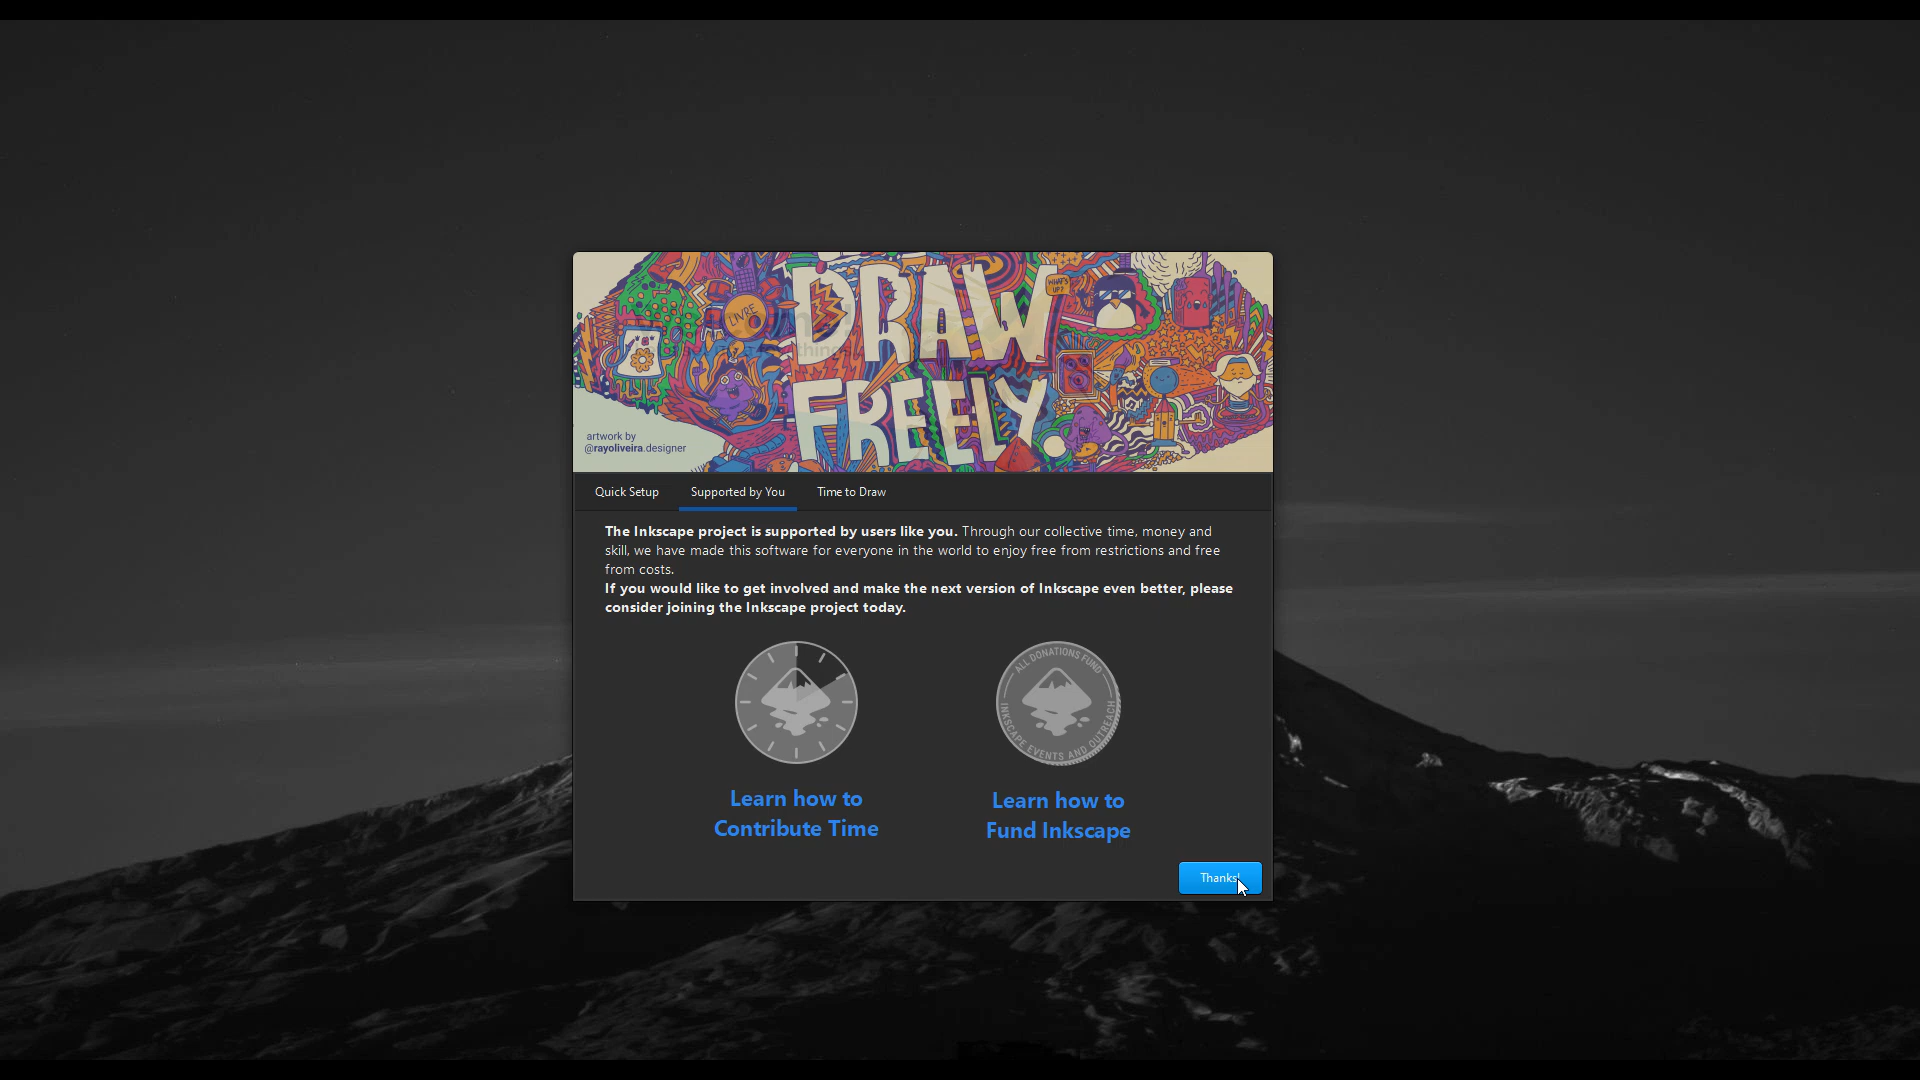 DRAW
WHAT'S
UP?
LIVRE
FREELY
artwork by
@rayoliveira.designer
Quick Setup
Supported by You
Time to Draw
The Inkscape project is supported by users like you. Through our collective time, money and
skill, we have made this software for everyone in the world to enjoy free from restrictions and free
from costs.
If you would like to get involved and make the next version of Inkscape even better, please
consider joining the Inkscape project today.
ALL DONATIONS FUND
INKSCAPE EVENTS AND OUTREACH
Learn how to
Contribute Time
Learn how to
Fund Inkscape
Thanks!